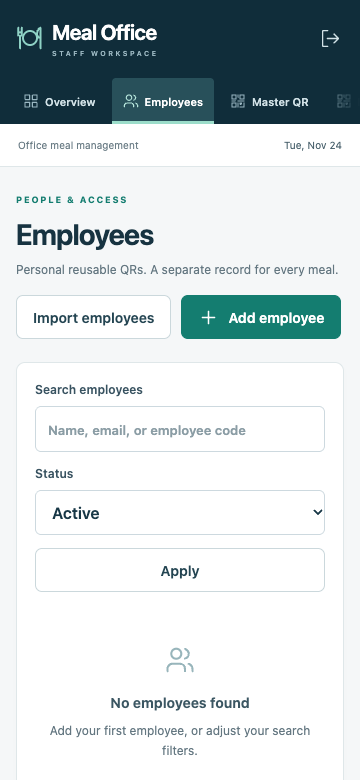 Meal Office
STAFF WORKSPACE
Overview
Employees
Master QR
Office meal management
Tue, Nov 24
PEOPLE & ACCESS
Employees
Personal reusable QRs. A separate record for every meal.
Import employees
Add employee
Search employees
Name, email, or employee code
Status
Active
Apply
No employees found
Add your first employee, or adjust your search
filters.